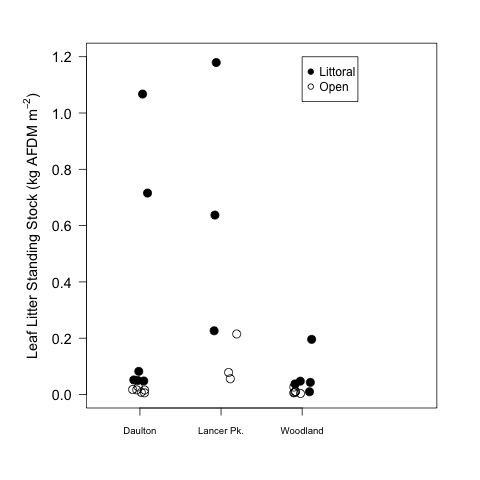 Leaf Litter Standing Stock (kg AFDM m⁻²)
1.2
1.0
0.8
0.6
0.4
0.2
0.0
Littoral
Open
Daulton Lancer Pk. Woodland